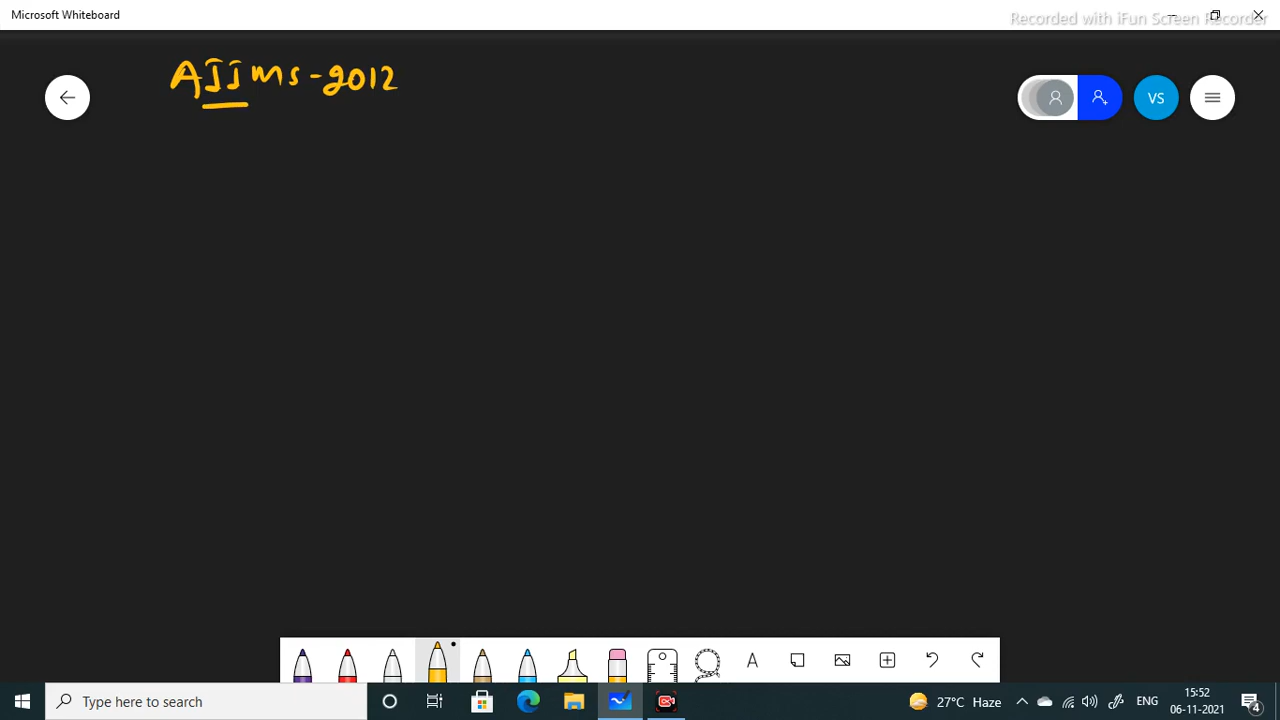 Microsoft Whiteboard
Recorded with iFun Screen Recorder
AIIMS-2012
VS
A
Type here to search
27°C Haze
ENG
15:52
06-11-2021
4